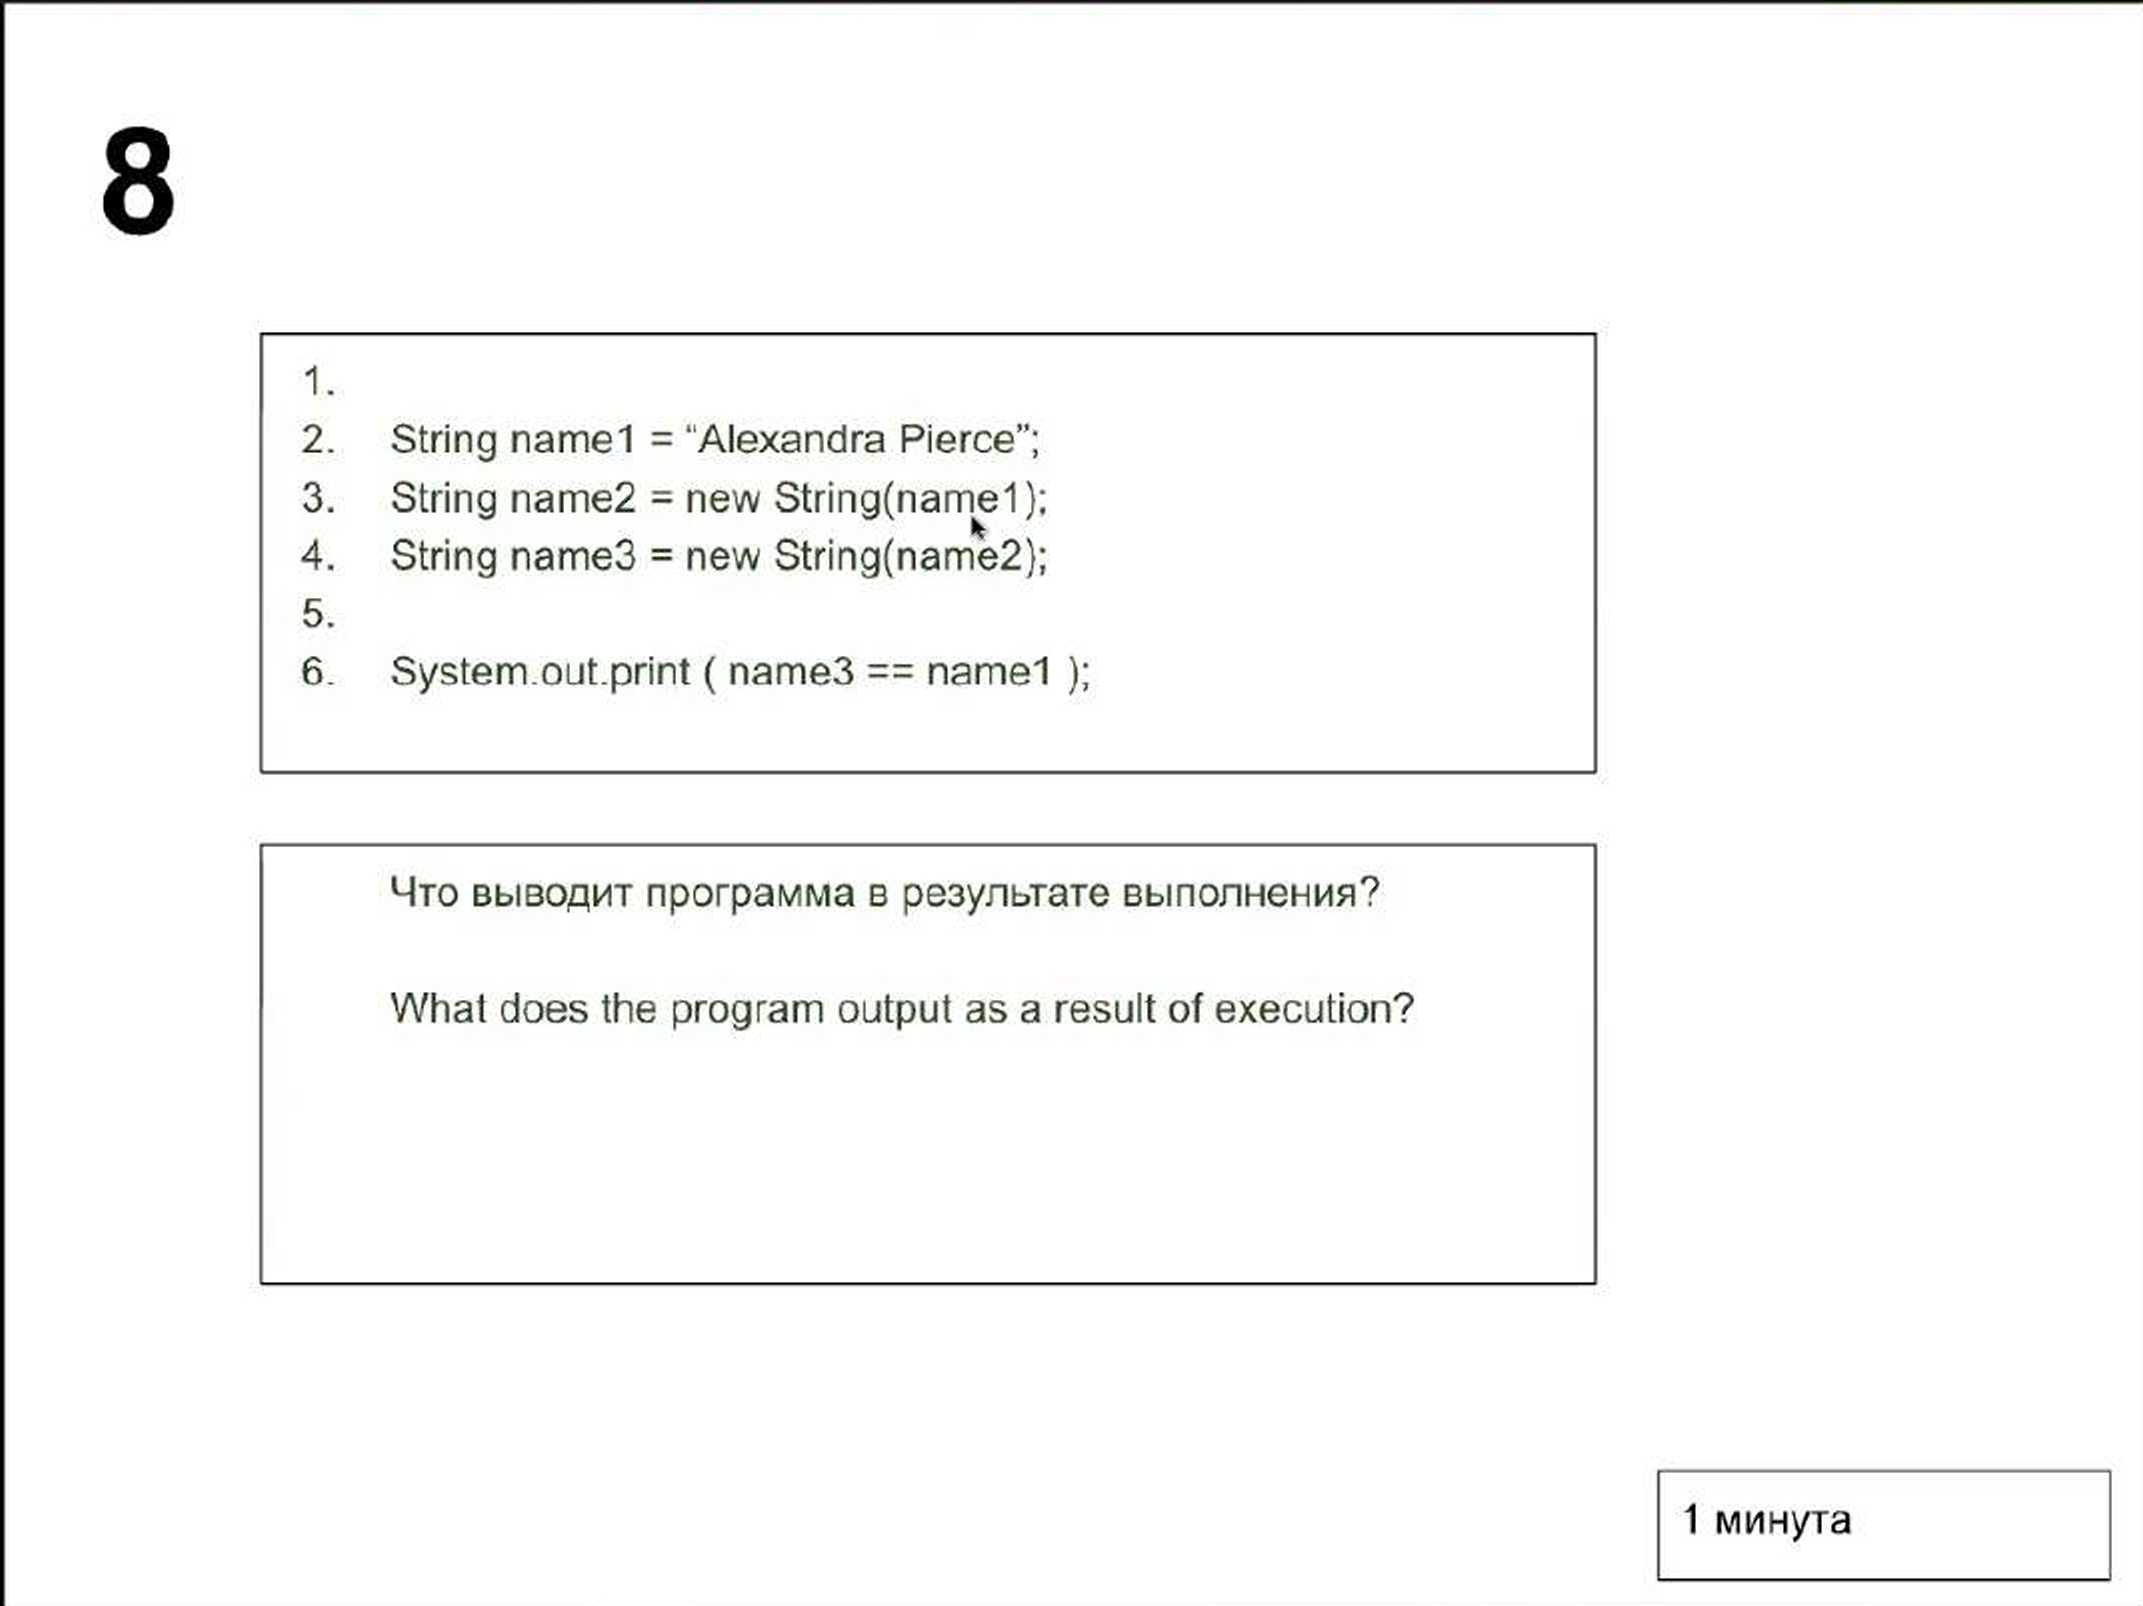 8
1.
2. String name1 = “Alexandra Pierce”;
3. String name2 = new String(name1);
4. String name3 = new String(name2);
5.
6. System.out.print ( name3 == name1 );
Что выводит программа в результате выполнения?
What does the program output as a result of execution?
1 минута